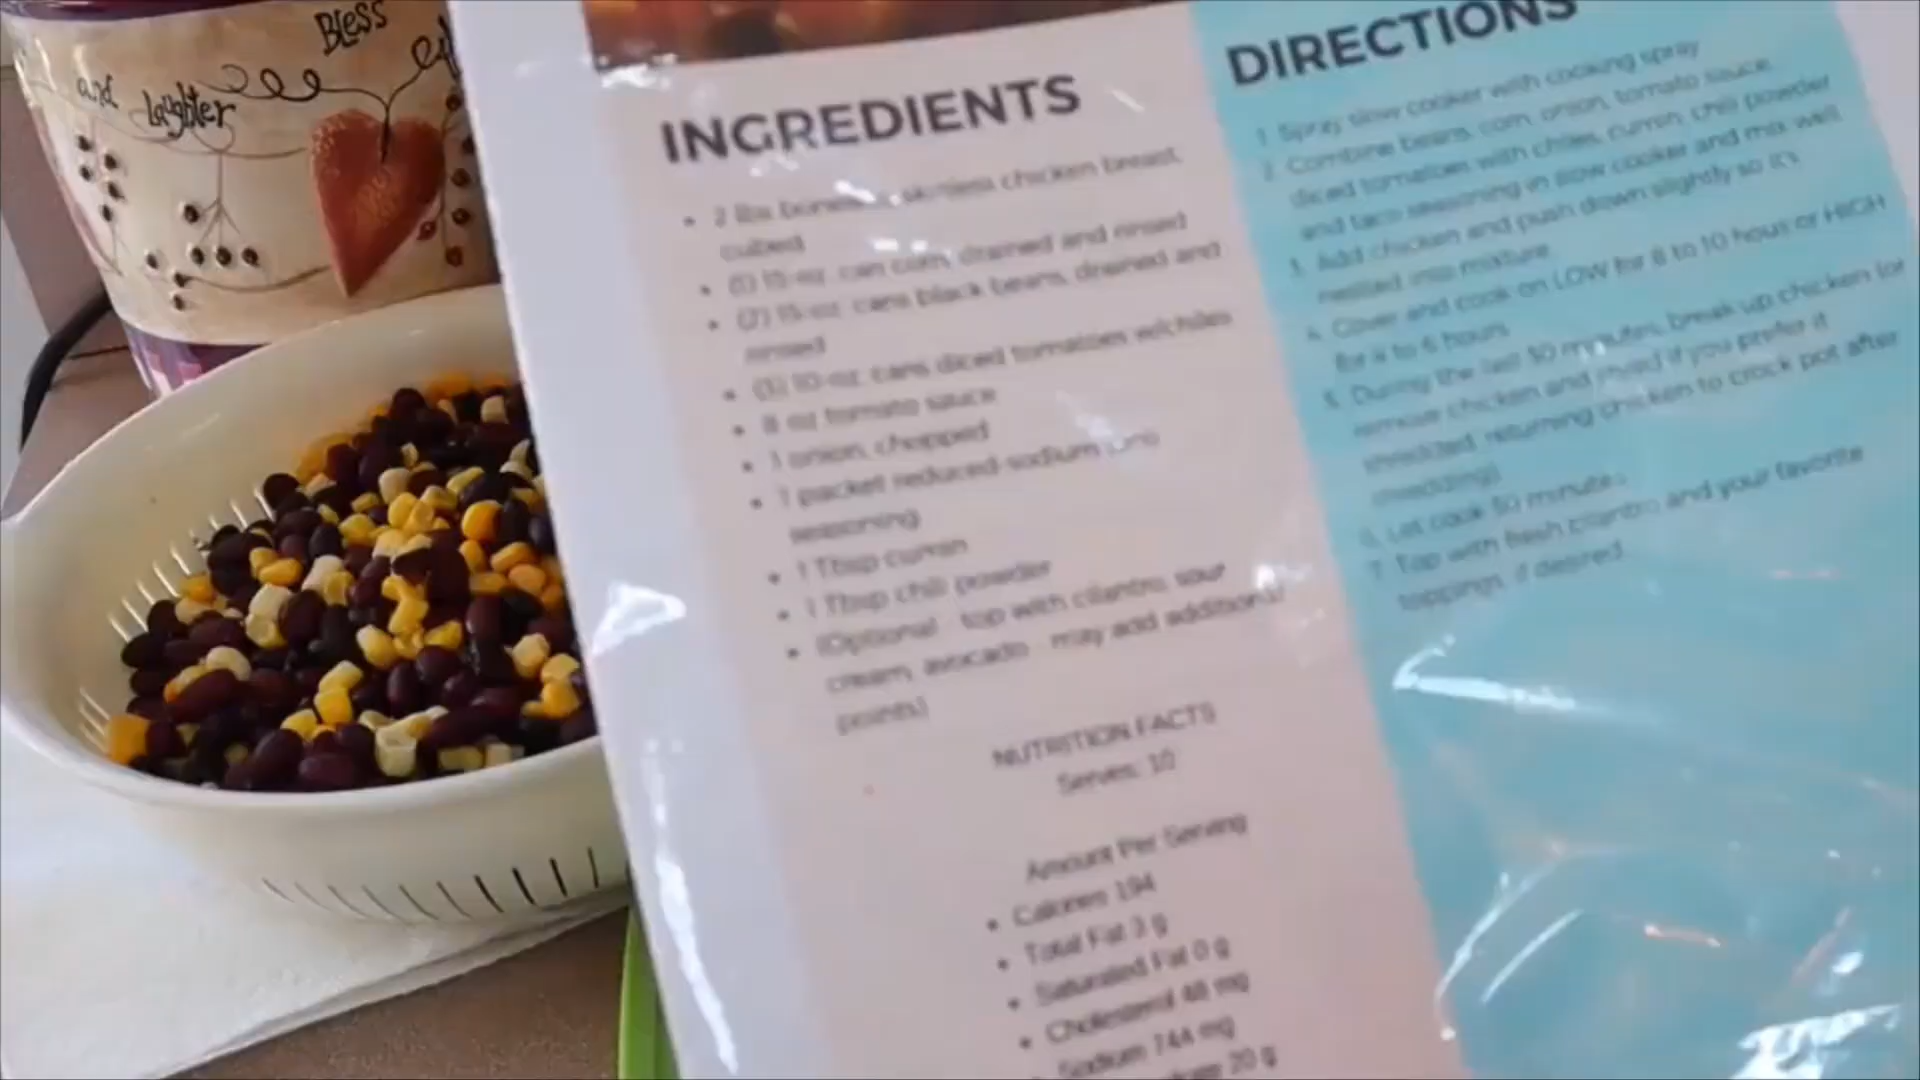 Bless
and laughter
INGREDIENTS
• 2 lbs boneless, skinless chicken breast,
cubed
• (1) 15-oz. can corn, drained and rinsed
• (2) 15-oz. cans black beans, drained and
rinsed
• 10-oz. cans diced tomatoes w/chiles
• 8 oz tomato sauce
• 1 onion, chopped
• 1 packet reduced-sodium
seasoning
• 1 Tbsp cumin
• 1 Tbsp chili powder
• (Optional - top with cilantro, sour
cream, avocado - may add additional
points)
NUTRITION FACTS
Serves: 10
Amount Per Serving
• Calories 194
• Total Fat 3 g
• Saturated Fat 0 g
• Cholesterol 48 mg
• Sodium 744 mg
20 g
DIRECTIONS
1. Spray slow cooker with cooking spray
2. Combine beans, corn, onion, tomato sauce,
diced tomatoes with chiles, cumin, chili powder
and taco seasoning in slow cooker and mix well.
3. Add chicken and push down slightly so it's
nestled into mixture.
4. Cover and cook on LOW for 8 to 10 hours or HIGH
for 4 to 6 hours.
5. During the last 30 minutes, break up chicken (or
remove chicken and shred if you prefer it
shredded, returning chicken to crock pot after
shredding)
6. Let cook 30 minutes.
7. Top with fresh cilantro and your favorite
toppings, if desired.